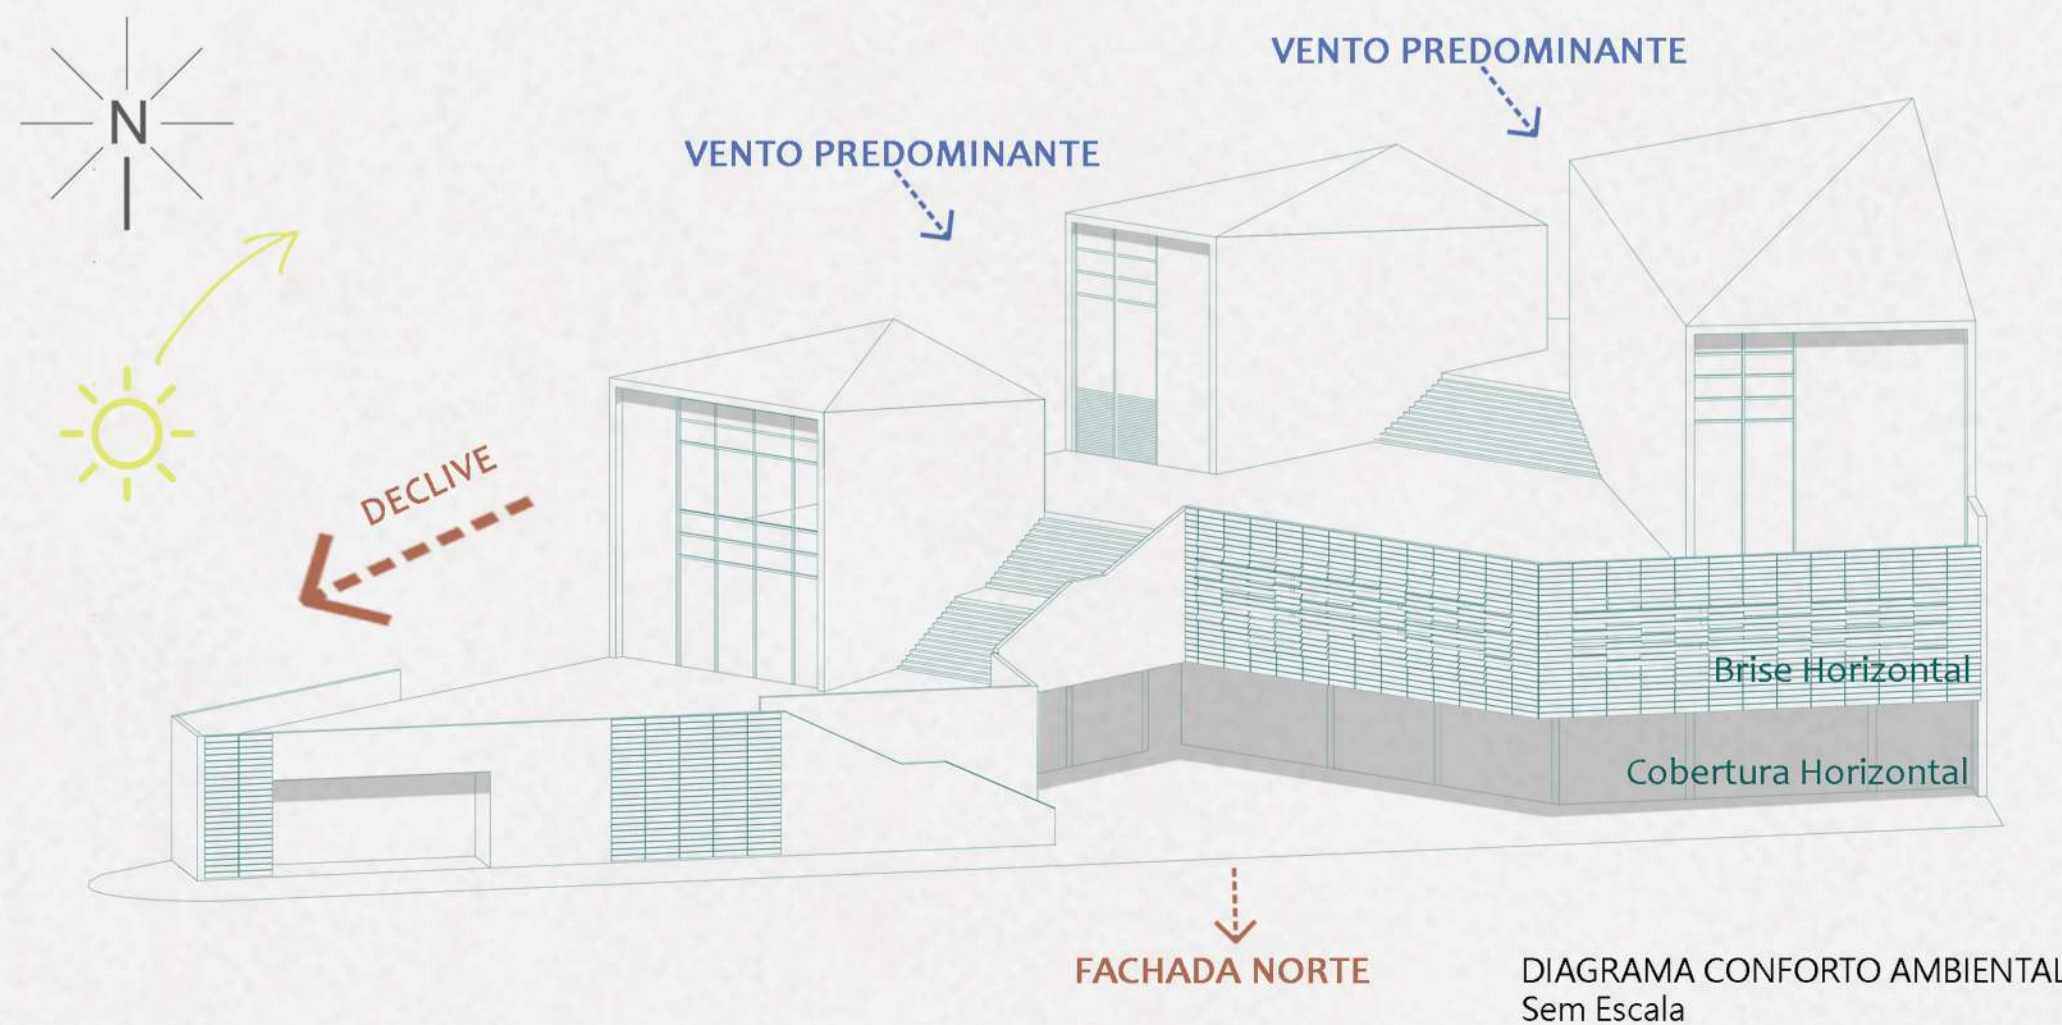 N
VENTO PREDOMINANTE
VENTO PREDOMINANTE
DECLIVE
Brise Horizontal
Cobertura Horizontal
FACHADA NORTE
DIAGRAMA CONFORTO AMBIENTAL
Sem Escala